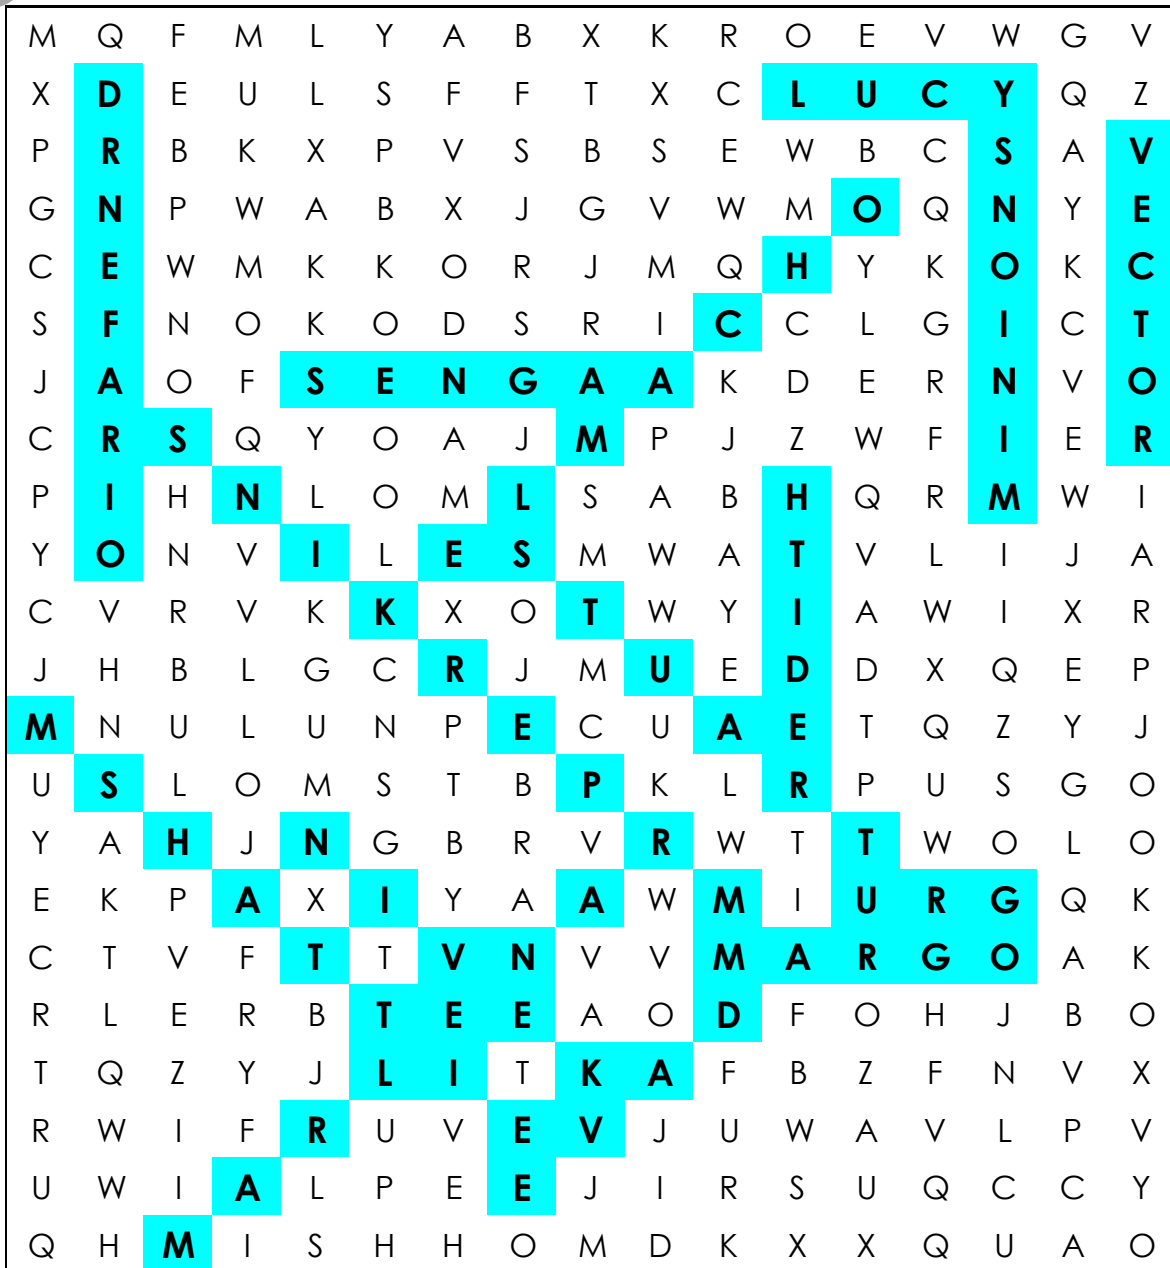 M Q F M L Y A B X K R O E V W G V
X D E U L S F F T X C L U C Y Q Z
P R B K X P V S B S E W B C S A V
G N P W A B X J G V W M O Q N Y E
C E W M K K O R J M Q H Y K O K C
S F N O K O D S R I C C L G I C T
J A O F S E N G A A K D E R N V O
C R S Q Y O A J M P J Z W F I E R
P I H N L O M L S A B H Q R M W I
Y O N V I L E S M W A T V L I J A
C V R V K K X O T W Y I A W I X R
J H B L G C R J M U E D D X Q E P
M N U L U N P E C U A E T Q Z Y J
U S L O M S T B P K L R P U S G O
Y A H J N G B R V R W T T W O L O
E K P A X I Y A A W M I U R G Q K
C T V F T T V N V V M A R G O A K
R L E R B T E E A O D F O H J B O
T Q Z Y J L I T K A F B Z F N V X
R W I F R U V E V J U W A V L P V
U W I A L P E E J I R S U Q C C Y
Q H M I S H H O M D K X X Q U A O